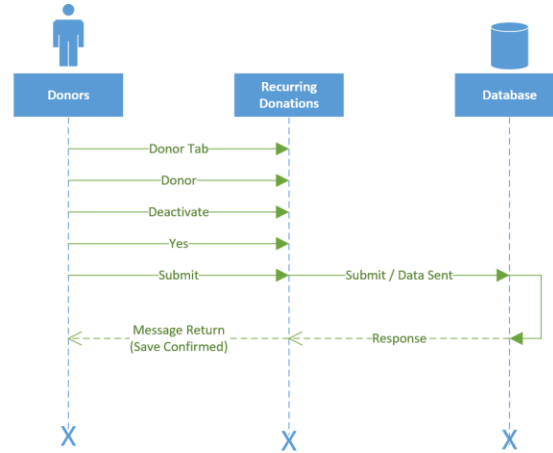 Donors
Recurring
Donations
Database
Donor Tab
Donor
Deactivate
Yes
Submit
Submit / Data Sent
Message Return
(Save Confirmed)
Response
X
X
X